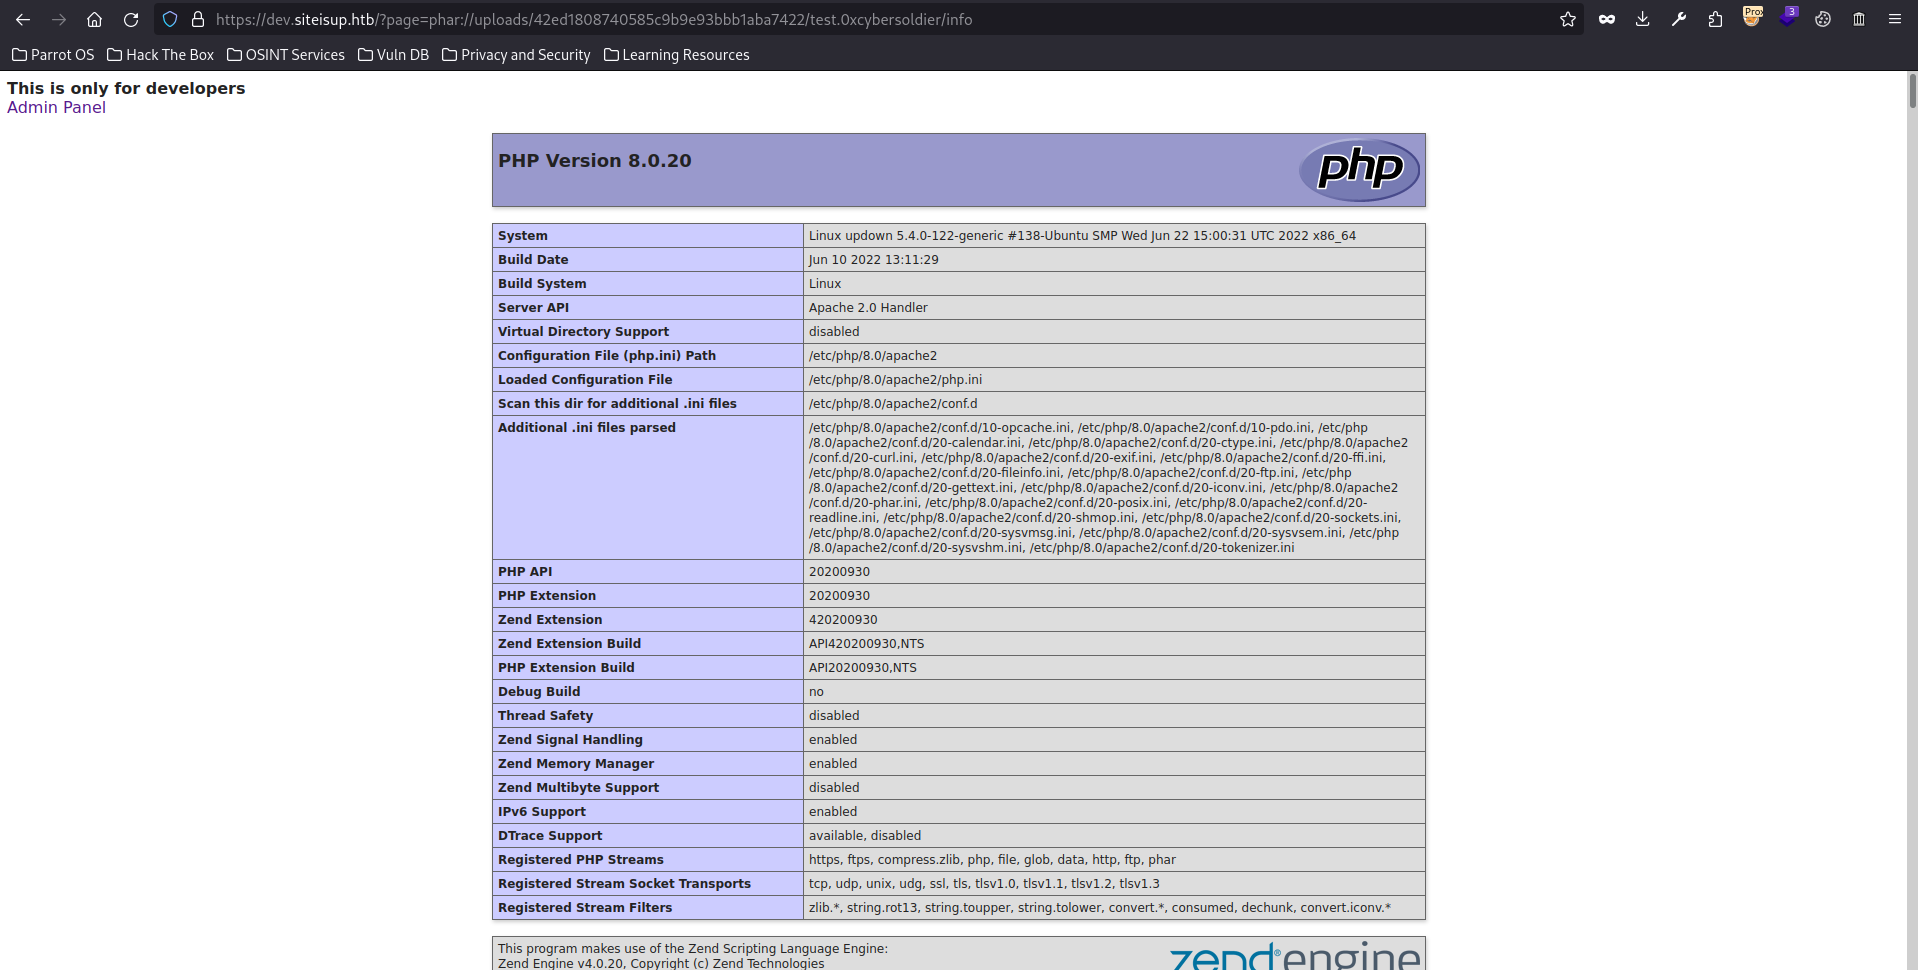 https://dev.siteisup.htb/?page=phar://uploads/42ed1808740585c9b9e93bbb1aba7422/test.0xcybersoldier/info
Prox
3
Parrot OS Hack The Box OSINT Services Vuln DB Privacy and Security Learning Resources
This is only for developers
Admin Panel
PHP Version 8.0.20
php
System Linux updown 5.4.0-122-generic #138-Ubuntu SMP Wed Jun 22 15:00:31 UTC 2022 x86_64
Build Date Jun 10 2022 13:11:29
Build System Linux
Server API Apache 2.0 Handler
Virtual Directory Support disabled
Configuration File (php.ini) Path /etc/php/8.0/apache2
Loaded Configuration File /etc/php/8.0/apache2/php.ini
Scan this dir for additional .ini files /etc/php/8.0/apache2/conf.d
Additional .ini files parsed /etc/php/8.0/apache2/conf.d/10-opcache.ini, /etc/php/8.0/apache2/conf.d/10-pdo.ini, /etc/php
/8.0/apache2/conf.d/20-calendar.ini, /etc/php/8.0/apache2/conf.d/20-ctype.ini, /etc/php/8.0/apache2
/conf.d/20-curl.ini, /etc/php/8.0/apache2/conf.d/20-exif.ini, /etc/php/8.0/apache2/conf.d/20-ffi.ini,
/etc/php/8.0/apache2/conf.d/20-fileinfo.ini, /etc/php/8.0/apache2/conf.d/20-ftp.ini, /etc/php
/8.0/apache2/conf.d/20-gettext.ini, /etc/php/8.0/apache2/conf.d/20-iconv.ini, /etc/php/8.0/apache2
/conf.d/20-phar.ini, /etc/php/8.0/apache2/conf.d/20-posix.ini, /etc/php/8.0/apache2/conf.d/20-
readline.ini, /etc/php/8.0/apache2/conf.d/20-shmop.ini, /etc/php/8.0/apache2/conf.d/20-sockets.ini,
/etc/php/8.0/apache2/conf.d/20-sysvmsg.ini, /etc/php/8.0/apache2/conf.d/20-sysvsem.ini, /etc/php
/8.0/apache2/conf.d/20-sysvshm.ini, /etc/php/8.0/apache2/conf.d/20-tokenizer.ini
PHP API 20200930
PHP Extension 20200930
Zend Extension 420200930
Zend Extension Build API420200930,NTS
PHP Extension Build API20200930,NTS
Debug Build no
Thread Safety disabled
Zend Signal Handling enabled
Zend Memory Manager enabled
Zend Multibyte Support disabled
IPv6 Support enabled
DTrace Support available, disabled
Registered PHP Streams https, ftps, compress.zlib, php, file, glob, data, http, ftp, phar
Registered Stream Socket Transports tcp, udp, unix, udg, ssl, tls, tlsv1.0, tlsv1.1, tlsv1.2, tlsv1.3
Registered Stream Filters zlib.*, string.rot13, string.toupper, string.tolower, convert.*, consumed, dechunk, convert.iconv.*
This program makes use of the Zend Scripting Language Engine:
Zend Engine v4.0.20, Copyright (c) Zend Technologies
zend®engine